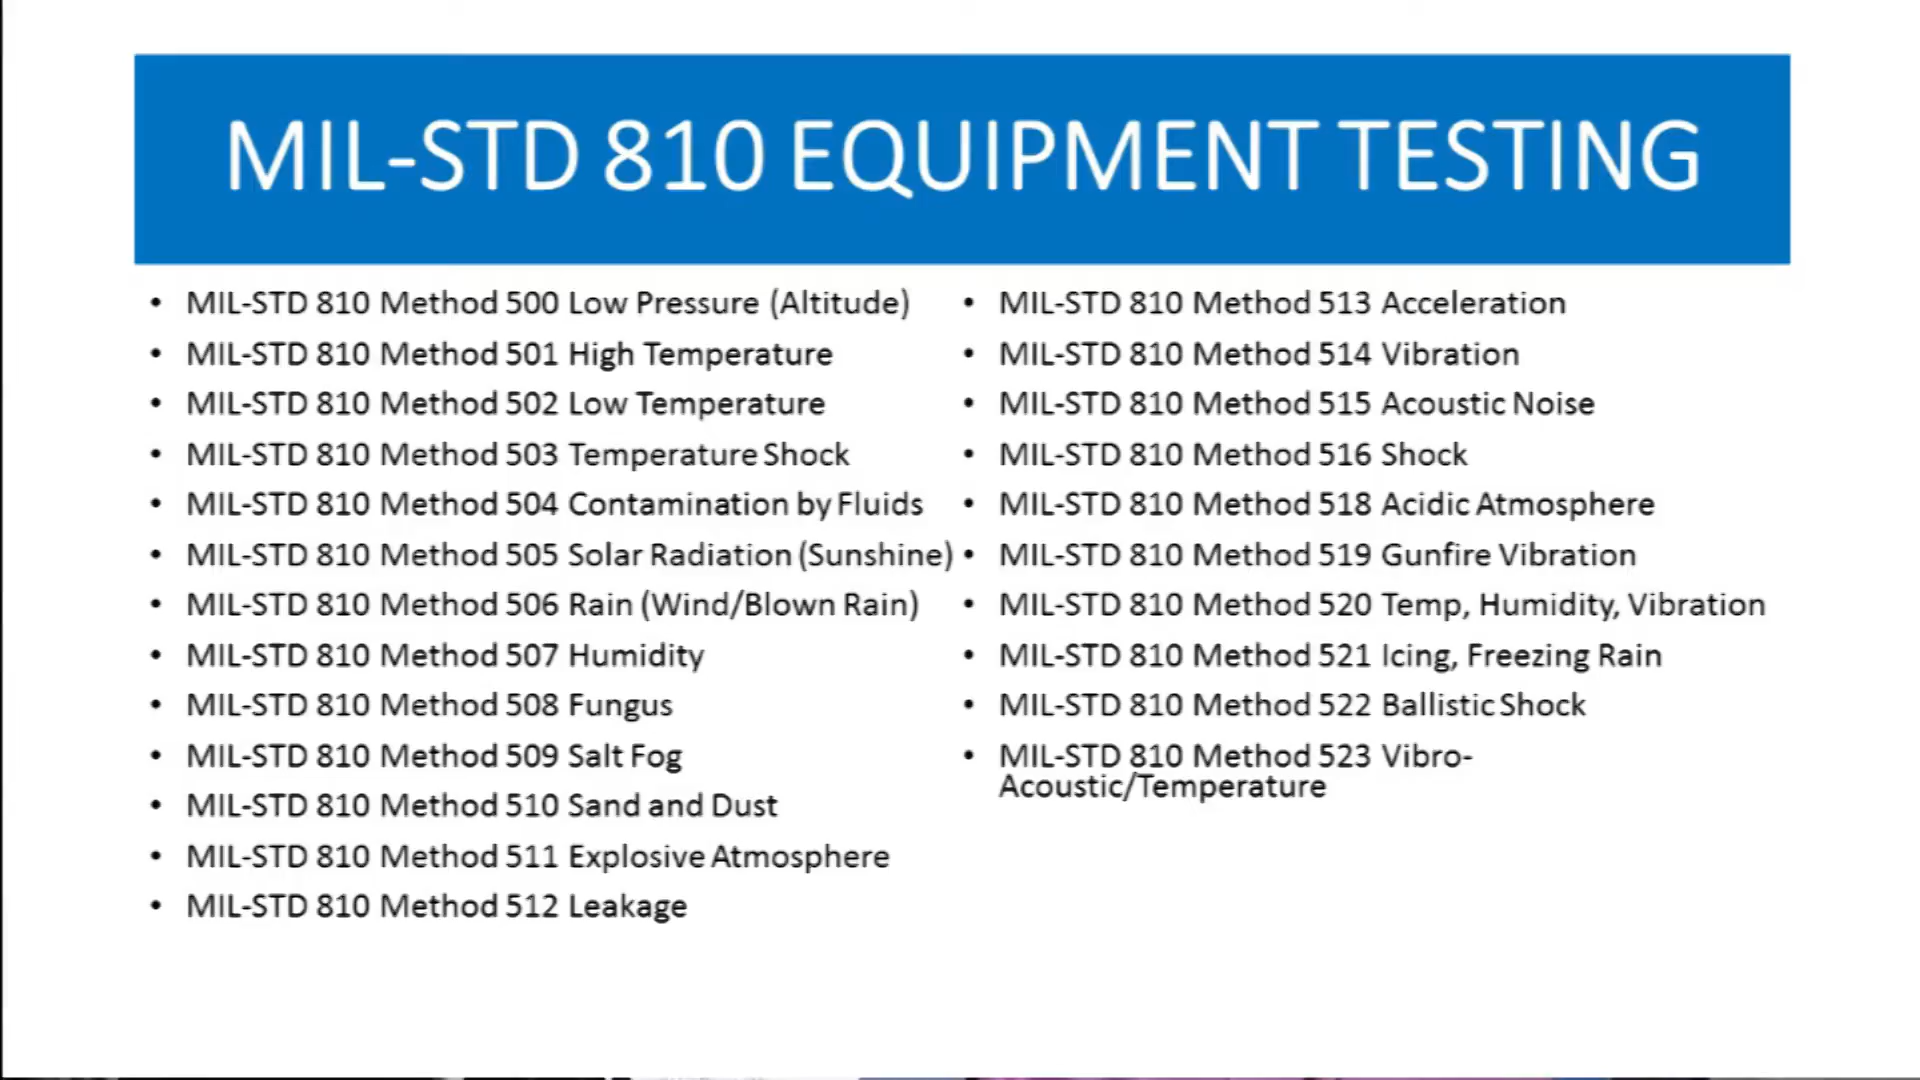 MIL-STD 810 EQUIPMENT TESTING
• MIL-STD 810 Method 500 Low Pressure (Altitude)
• MIL-STD 810 Method 501 High Temperature
• MIL-STD 810 Method 502 Low Temperature
• MIL-STD 810 Method 503 Temperature Shock
• MIL-STD 810 Method 504 Contamination by Fluids
• MIL-STD 810 Method 505 Solar Radiation (Sunshine)
• MIL-STD 810 Method 506 Rain (Wind/Blown Rain)
• MIL-STD 810 Method 507 Humidity
• MIL-STD 810 Method 508 Fungus
• MIL-STD 810 Method 509 Salt Fog
• MIL-STD 810 Method 510 Sand and Dust
• MIL-STD 810 Method 511 Explosive Atmosphere
• MIL-STD 810 Method 512 Leakage
• MIL-STD 810 Method 513 Acceleration
• MIL-STD 810 Method 514 Vibration
• MIL-STD 810 Method 515 Acoustic Noise
• MIL-STD 810 Method 516 Shock
• MIL-STD 810 Method 518 Acidic Atmosphere
• MIL-STD 810 Method 519 Gunfire Vibration
• MIL-STD 810 Method 520 Temp, Humidity, Vibration
• MIL-STD 810 Method 521 Icing, Freezing Rain
• MIL-STD 810 Method 522 Ballistic Shock
• MIL-STD 810 Method 523 Vibro-
Acoustic/Temperature